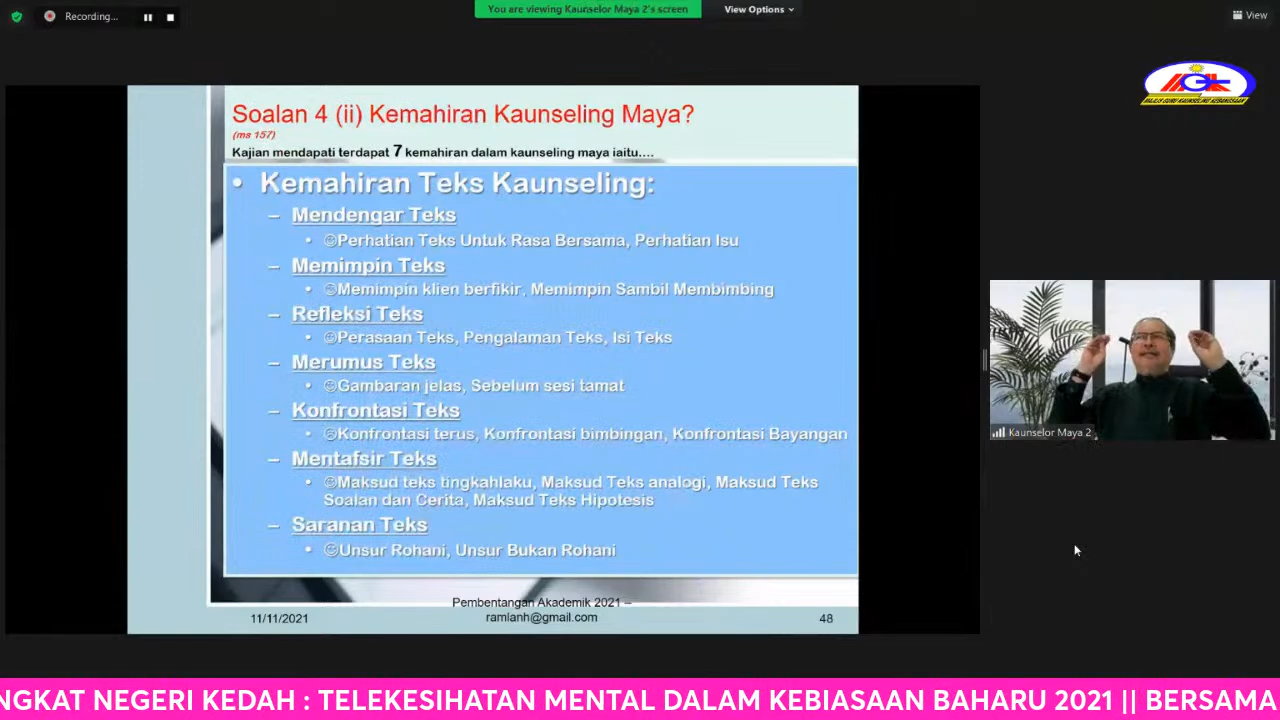 Recording...
You are viewing Kaunselor Maya 2's screen
View Options
View
MAJLIS GURU KAUNSELING KEBANGSAAN
Soalan 4 (ii) Kemahiran Kaunseling Maya?
(ms 157)
Kajian mendapati terdapat 7 kemahiran dalam kaunseling maya iaitu….
• Kemahiran Teks Kaunseling:
– Mendengar Teks
• ☺Perhatian Teks Untuk Rasa Bersama, Perhatian Isu
– Memimpin Teks
• ☺Memimpin klien berfikir, Memimpin Sambil Membimbing
– Refleksi Teks
• ☺Perasaan Teks, Pengalaman Teks, Isi Teks
– Merumus Teks
• ☺Gambaran jelas, Sebelum sesi tamat
– Konfrontasi Teks
• ☹Konfrontasi terus, Konfrontasi bimbingan, Konfrontasi Bayangan
– Mentafsir Teks
• ☺Maksud teks tingkahlaku, Maksud Teks analogi, Maksud Teks
Soalan dan Cerita, Maksud Teks Hipotesis
– Saranan Teks
• ☺Unsur Rohani, Unsur Bukan Rohani
11/11/2021
Pembentangan Akademik 2021 –
ramlanh@gmail.com
48
Kaunselor Maya 2
NGKAT NEGERI KEDAH : TELEKESIHATAN MENTAL DALAM KEBIASAAN BAHARU 2021 || BERSAMA